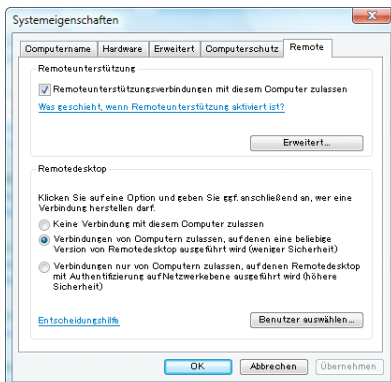 Systemeigenschaften
Computername Hardware Erweitert Computerschutz Remote
Remoteunterstützung
Remoteunterstützungsverbindungen mit diesem Computer zulassen
Was geschieht, wenn Remoteunterstützung aktiviert ist?
Erweitert...
Remotedesktop
Klicken Sie auf eine Option und geben Sie ggf. anschließend an, wer eine
Verbindung herstellen darf.
Keine Verbindung mit diesem Computer zulassen
Verbindungen von Computern zulassen, auf denen eine beliebige
Version von Remotedesktop ausgeführt wird (weniger Sicherheit)
Verbindungen nur von Computern zulassen, auf denen Remotedesktop
mit Authentifizierung auf Netzwerkebene ausgeführt wird (höhere
Sicherheit)
Entscheidungshilfe
Benutzer auswählen...
OK Abbrechen Übernehmen